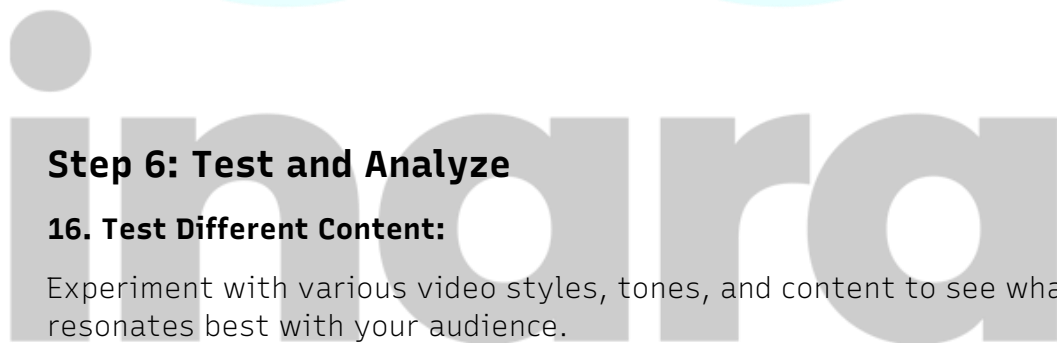 Step 6: Test and Analyze
16. Test Different Content:
Experiment with various video styles, tones, and content to see wha
resonates best with your audience.